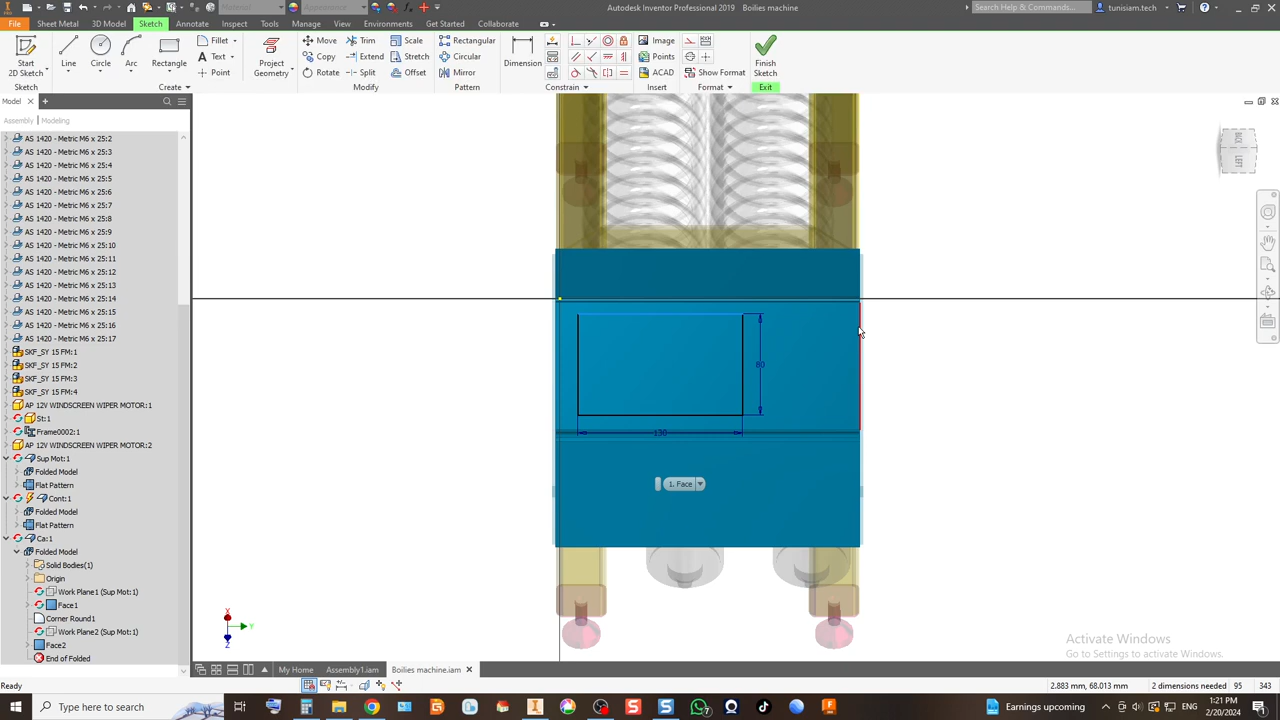 Material
Appearance
Autodesk Inventor Professional 2019   Boilies machine
Search Help & Commands...
tunisiam.tech
File
Sheet Metal
3D Model
Sketch
Annotate
Inspect
Tools
Manage
View
Environments
Get Started
Collaborate
Start
2D Sketch
Line
Circle
Arc
Rectangle
Fillet
Text
Point
Project
Geometry
Move
Copy
Rotate
Trim
Extend
Split
Scale
Stretch
Offset
Rectangular
Circular
Mirror
Dimension
Image
Points
ACAD
Show Format
Finish
Sketch
Sketch
Create
Modify
Pattern
Constrain
Insert
Format
Exit
Model
Assembly
Modeling
AS 1420 - Metric M6 x 25:2
AS 1420 - Metric M6 x 25:3
AS 1420 - Metric M6 x 25:4
AS 1420 - Metric M6 x 25:5
AS 1420 - Metric M6 x 25:6
AS 1420 - Metric M6 x 25:7
AS 1420 - Metric M6 x 25:8
AS 1420 - Metric M6 x 25:9
AS 1420 - Metric M6 x 25:10
AS 1420 - Metric M6 x 25:11
AS 1420 - Metric M6 x 25:12
AS 1420 - Metric M6 x 25:13
AS 1420 - Metric M6 x 25:14
AS 1420 - Metric M6 x 25:15
AS 1420 - Metric M6 x 25:16
AS 1420 - Metric M6 x 25:17
SKF_SY 15 FM:1
SKF_SY 15 FM:2
SKF_SY 15 FM:3
SKF_SY 15 FM:4
AP 12V WINDSCREEN WIPER MOTOR:1
St:1
Frame0002:1
AP 12V WINDSCREEN WIPER MOTOR:2
Sup Mot:1
Folded Model
Flat Pattern
Cont:1
Folded Model
Flat Pattern
Ca:1
Folded Model
Solid Bodies(1)
Origin
Work Plane1 (Sup Mot:1)
Face1
Corner Round1
Work Plane2 (Sup Mot:1)
Face2
End of Folded
BACK
LEFT
80
130
1. Face
X
Y
Z
Activate Windows
Go to Settings to activate Windows.
My Home
Assembly1.iam
Boilies machine.iam
Ready
2.883 mm, 68.013 mm
2 dimensions needed
95
343
Type here to search
Earnings upcoming
1:21 PM
2/20/2024